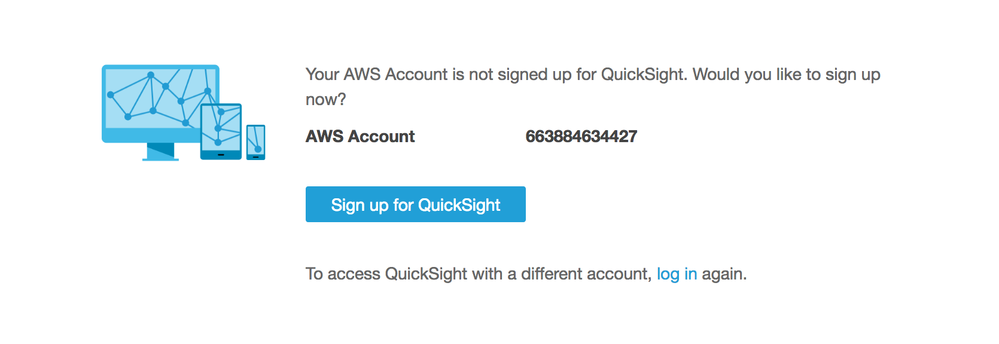 Your AWS Account is not signed up for QuickSight. Would you like to sign up
now?
AWS Account 663884634427
Sign up for QuickSight
To access QuickSight with a different account, log in again.